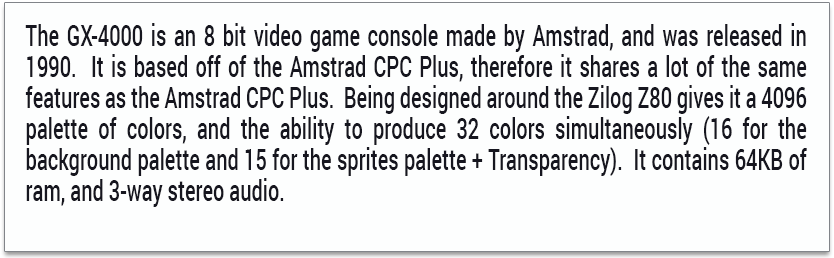 The GX-4000 is an 8 bit video game console made by Amstrad, and was released in
1990.  It is based off of the Amstrad CPC Plus, therefore it shares a lot of the same
features as the Amstrad CPC Plus.  Being designed around the Zilog Z80 gives it a 4096
palette of colors, and the ability to produce 32 colors simultaneously (16 for the
background palette and 15 for the sprites palette + Transparency).  It contains 64KB of
ram, and 3-way stereo audio.